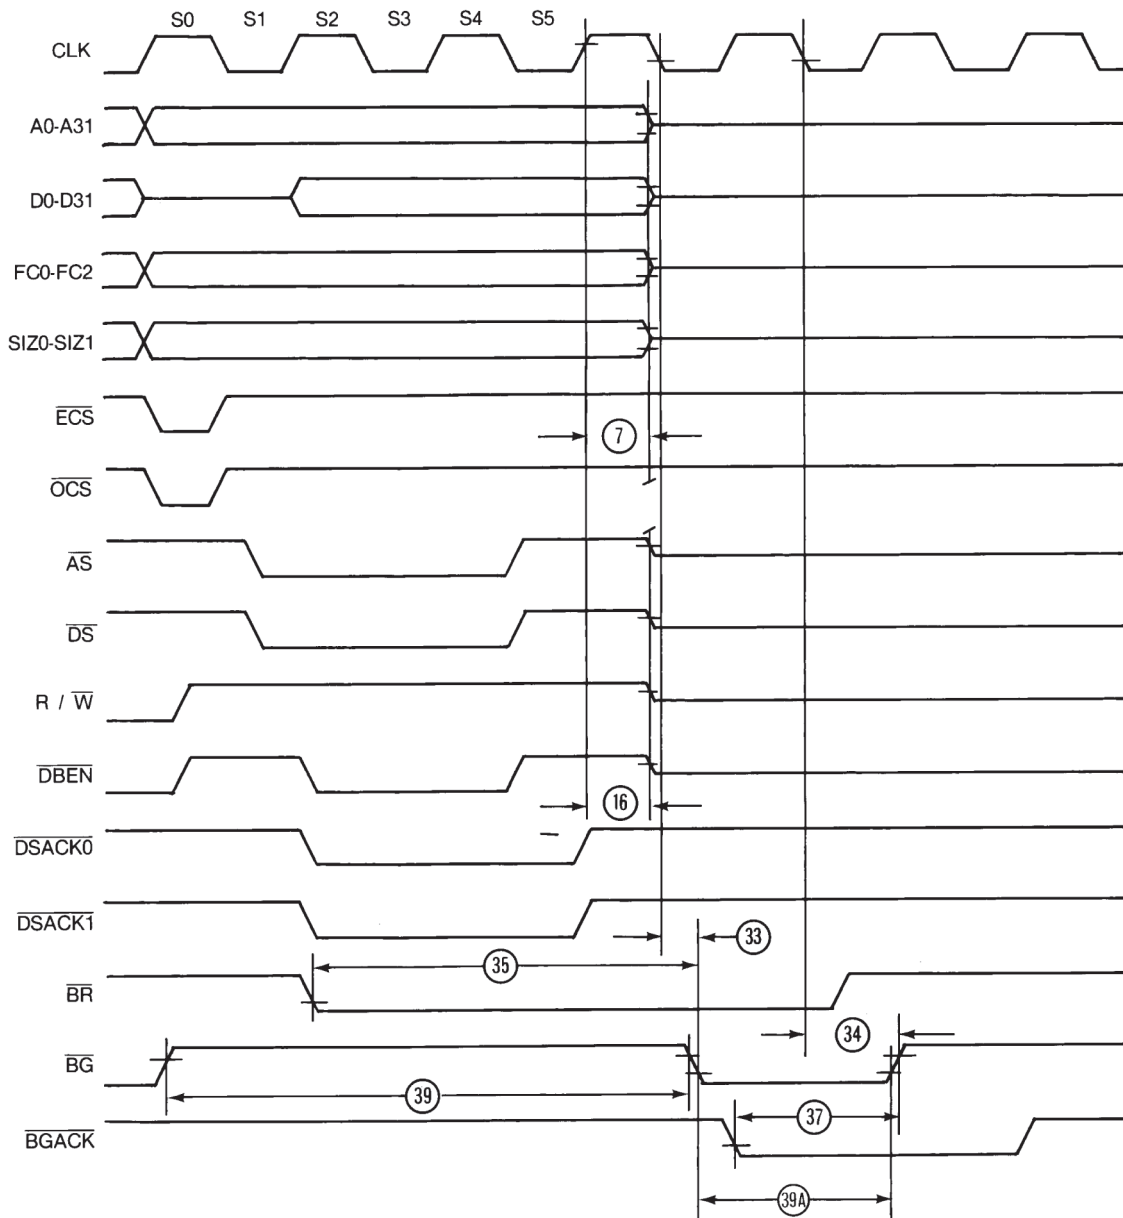 S0 S1 S2 S3 S4 S5
CLK
A0-A31
D0-D31
FC0-FC2
SIZ0-SIZ1
ECS
7
OCS
AS
DS
R / W
DBEN
16
DSACK0
DSACK1
33
35
BR
34
BG
39
37
BGACK
39A